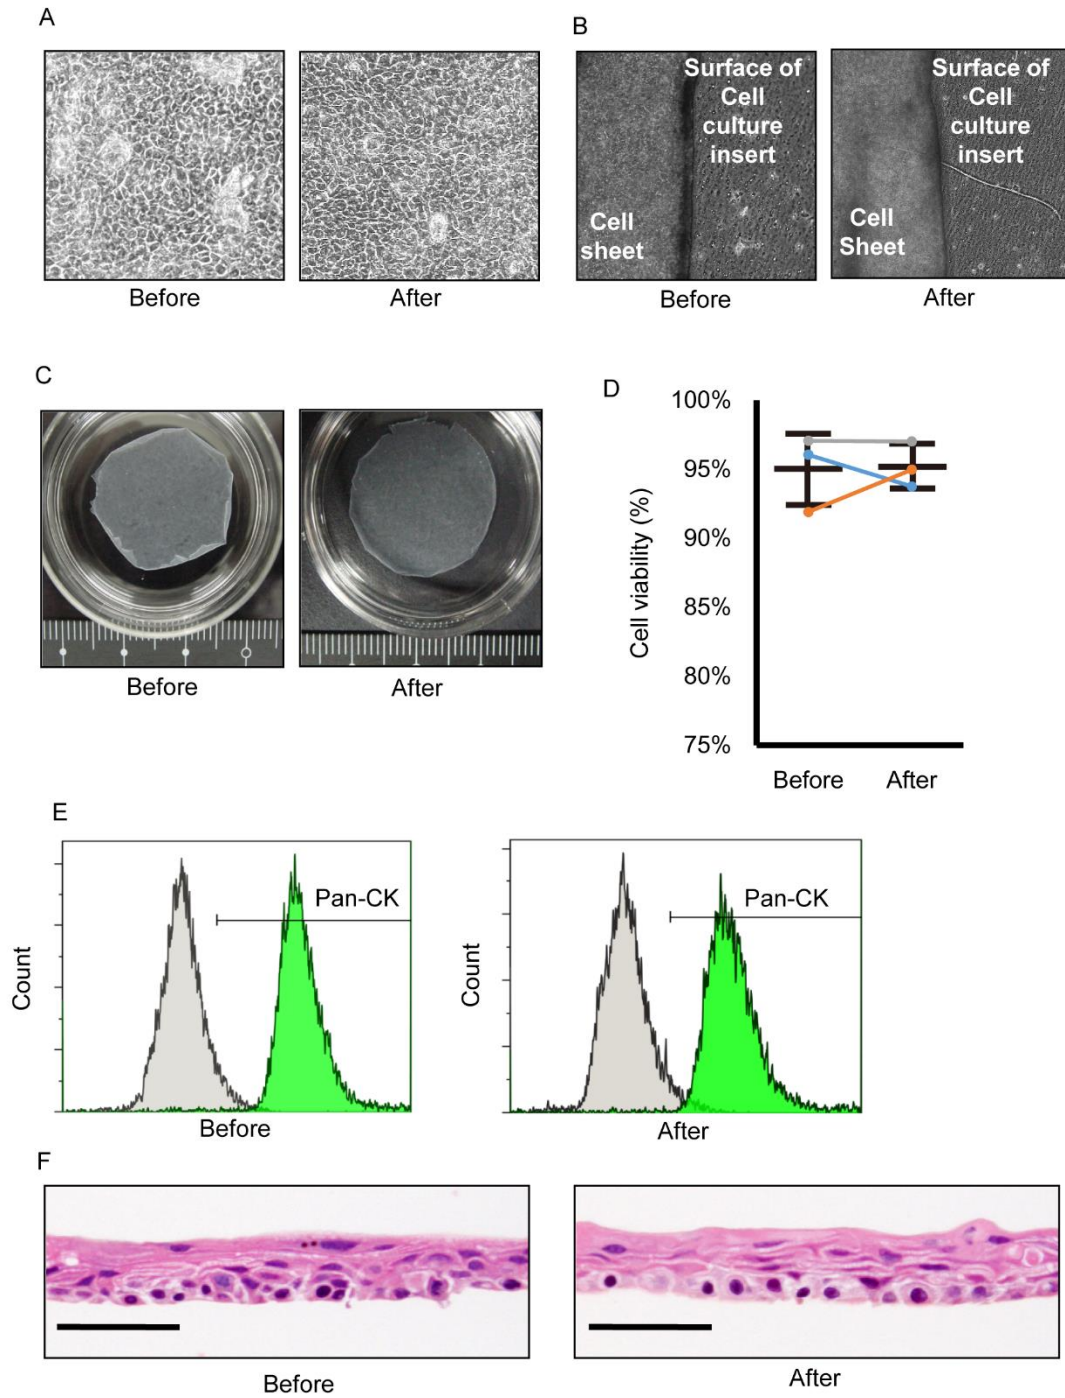 A
Before
After
B
Surface of
Cell
culture
insert
Cell
sheet
Before
Surface of
Cell
culture
insert
Cell
Sheet
After
C
Before
After
D
Cell viability (%)
100%
95%
90%
85%
80%
75%
Before
After
E
Count
Pan-CK
Before
Count
Pan-CK
After
F
Before
After